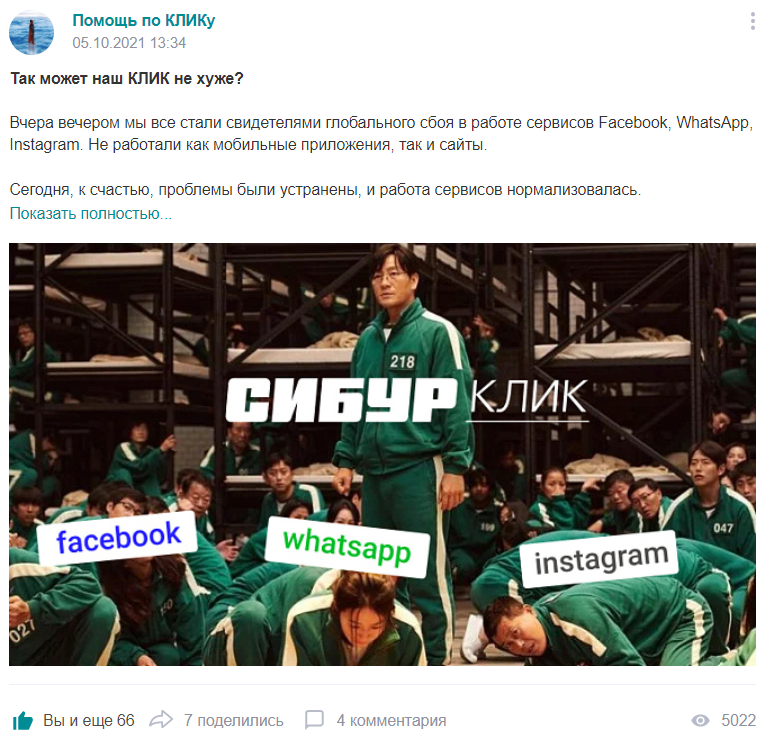 Помощь по КЛИКу
05.10.2021 13:34
Так может наш КЛИК не хуже?
Вчера вечером мы все стали свидетелями глобального сбоя в работе сервисов Facebook, WhatsApp,
Instagram. Не работали как мобильные приложения, так и сайты.
Сегодня, к счастью, проблемы были устранены, и работа сервисов нормализовалась.
Показать полностью...
218
СИБУР КЛИК
199
047
facebook
whatsapp
instagram
027
Вы и еще 66
7 поделились
4 комментария
5022